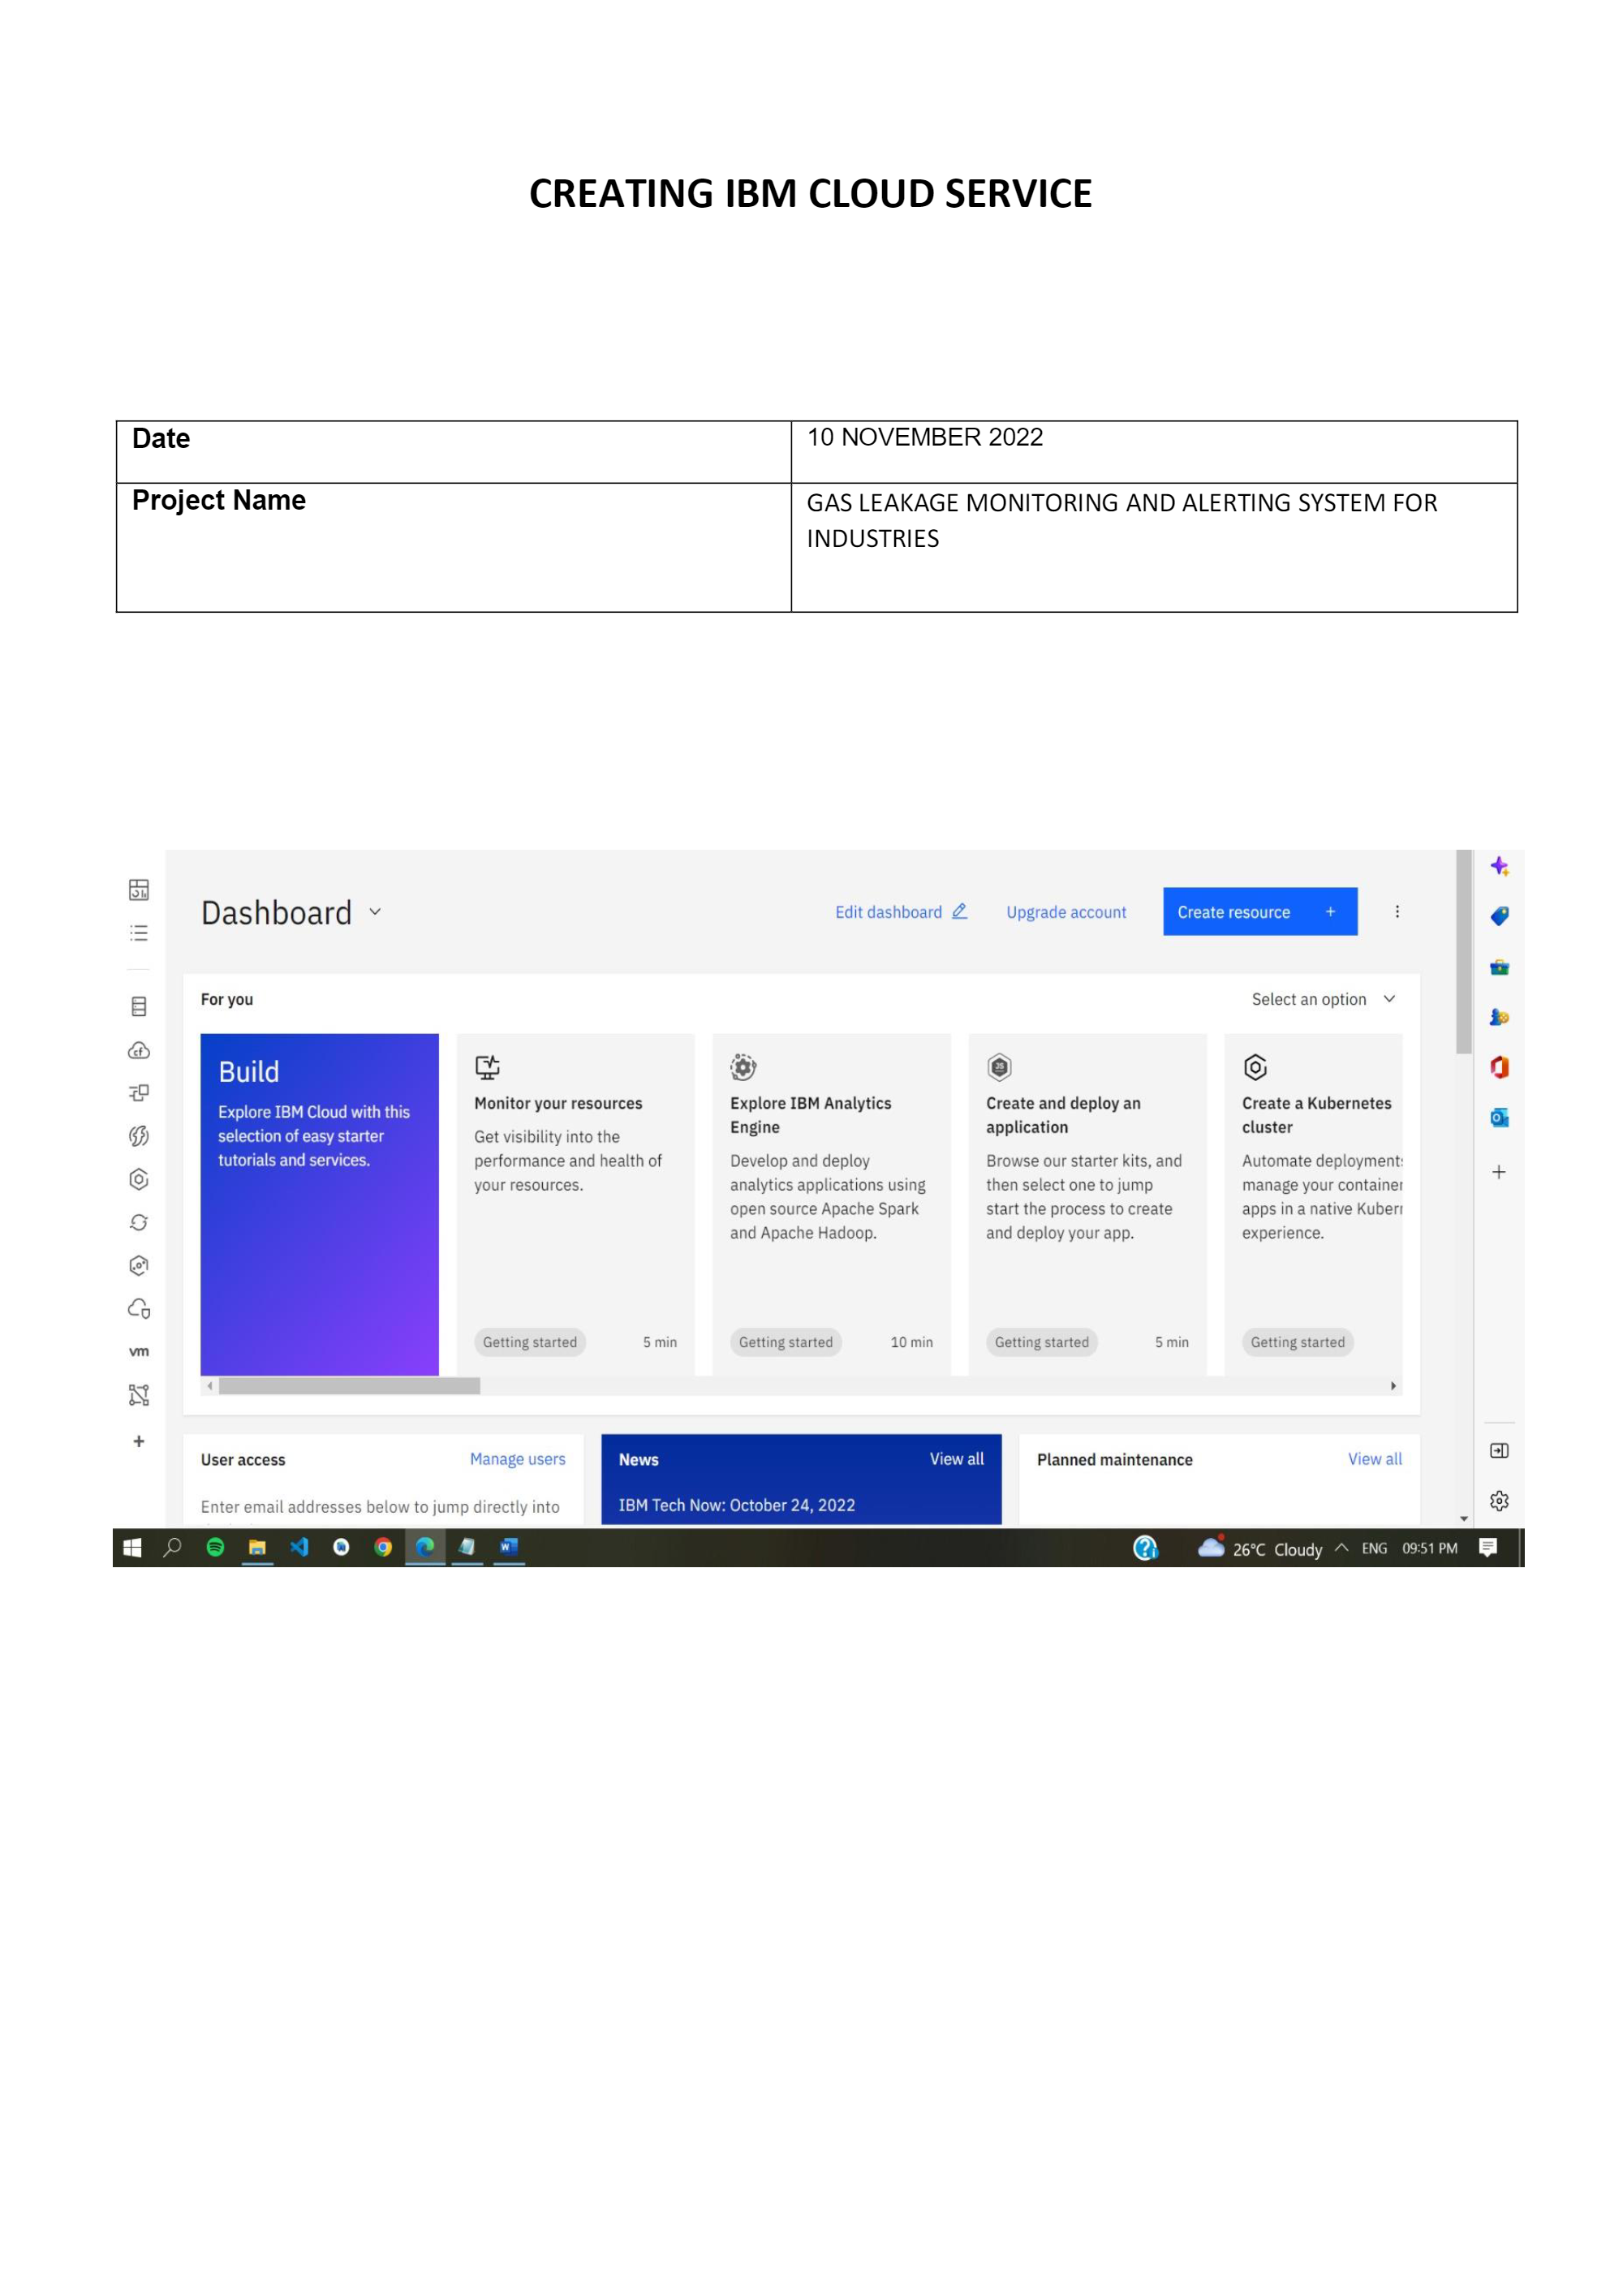 CREATING IBM CLOUD SERVICE
Date
10 NOVEMBER 2022
Project Name
GAS LEAKAGE MONITORING AND ALERTING SYSTEM FOR
INDUSTRIES
Dashboard
Edit dashboard
Upgrade account
Create resource +
For you
Select an option
Build
Explore IBM Cloud with this
selection of easy starter
tutorials and services.
Monitor your resources
Get visibility into the
performance and health of
your resources.
Getting started
5 min
Explore IBM Analytics
Engine
Develop and deploy
analytics applications using
open source Apache Spark
and Apache Hadoop.
Getting started
10 min
Create and deploy an
application
Browse our starter kits, and
then select one to jump
start the process to create
and deploy your app.
Getting started
5 min
Create a Kubernetes
cluster
Automate deployments
manage your container
apps in a native Kubern
experience.
Getting started
vm
User access
Manage users
Enter email addresses below to jump directly into
News
View all
IBM Tech Now: October 24, 2022
Planned maintenance
View all
26°C Cloudy
ENG
09:51 PM